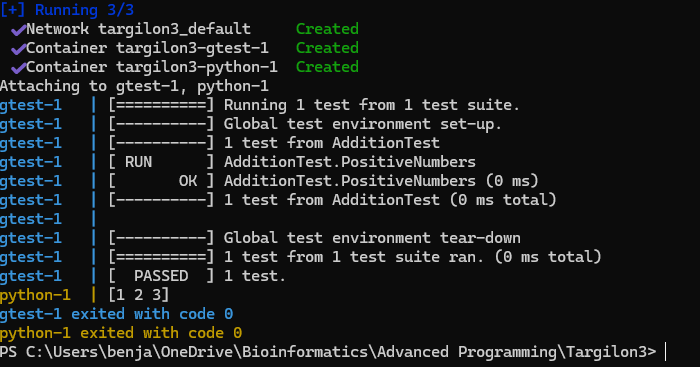 [+] Running 3/3
✔Network targilon3_default Created
✔Container targilon3-gtest-1 Created
✔Container targilon3-python-1 Created
Attaching to gtest-1, python-1
gtest-1 | [==========] Running 1 test from 1 test suite.
gtest-1 | [----------] Global test environment set-up.
gtest-1 | [----------] 1 test from AdditionTest
gtest-1 | [ RUN      ] AdditionTest.PositiveNumbers
gtest-1 | [       OK ] AdditionTest.PositiveNumbers (0 ms)
gtest-1 | [----------] 1 test from AdditionTest (0 ms total)
gtest-1 |
gtest-1 | [----------] Global test environment tear-down
gtest-1 | [==========] 1 test from 1 test suite ran. (0 ms total)
gtest-1 | [  PASSED  ] 1 test.
python-1 | [1 2 3]
gtest-1 exited with code 0
python-1 exited with code 0
PS C:\Users\benja\OneDrive\Bioinformatics\Advanced Programming\Targilon3>